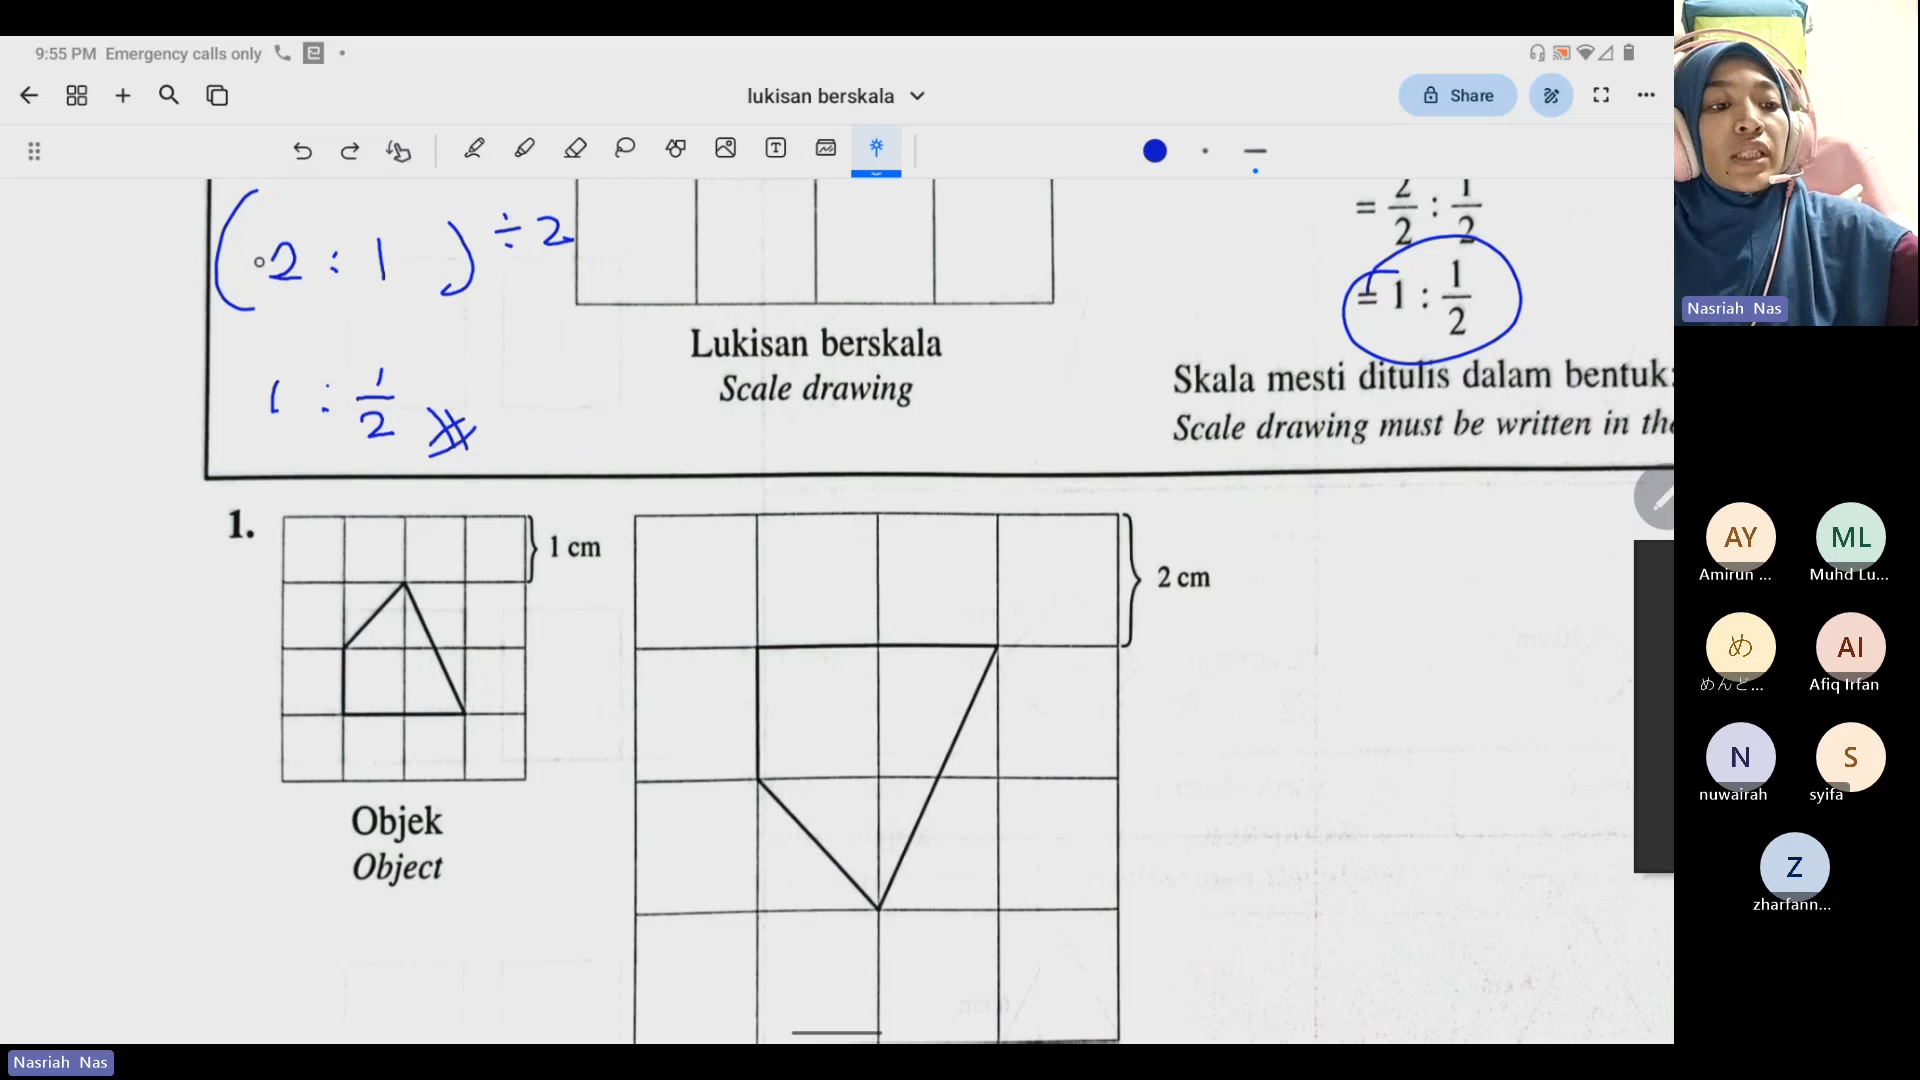 9:55 PM Emergency calls only
lukisan berskala
Share
(2 : 1) ÷ 2
1 : 1/2
= 2/2 : 1/2
= 1 : 1/2
Lukisan berskala
Scale drawing
Skala mesti ditulis dalam bentuk:
Scale drawing must be written in the
1.
1 cm
2 cm
Objek
Object
Nasriah Nas
AY
Amirun ...
ML
Muhd Lu...
め
めんど...
AI
Afiq Irfan
N
nuwairah
S
syifa
Z
zharfann...
Nasriah Nas